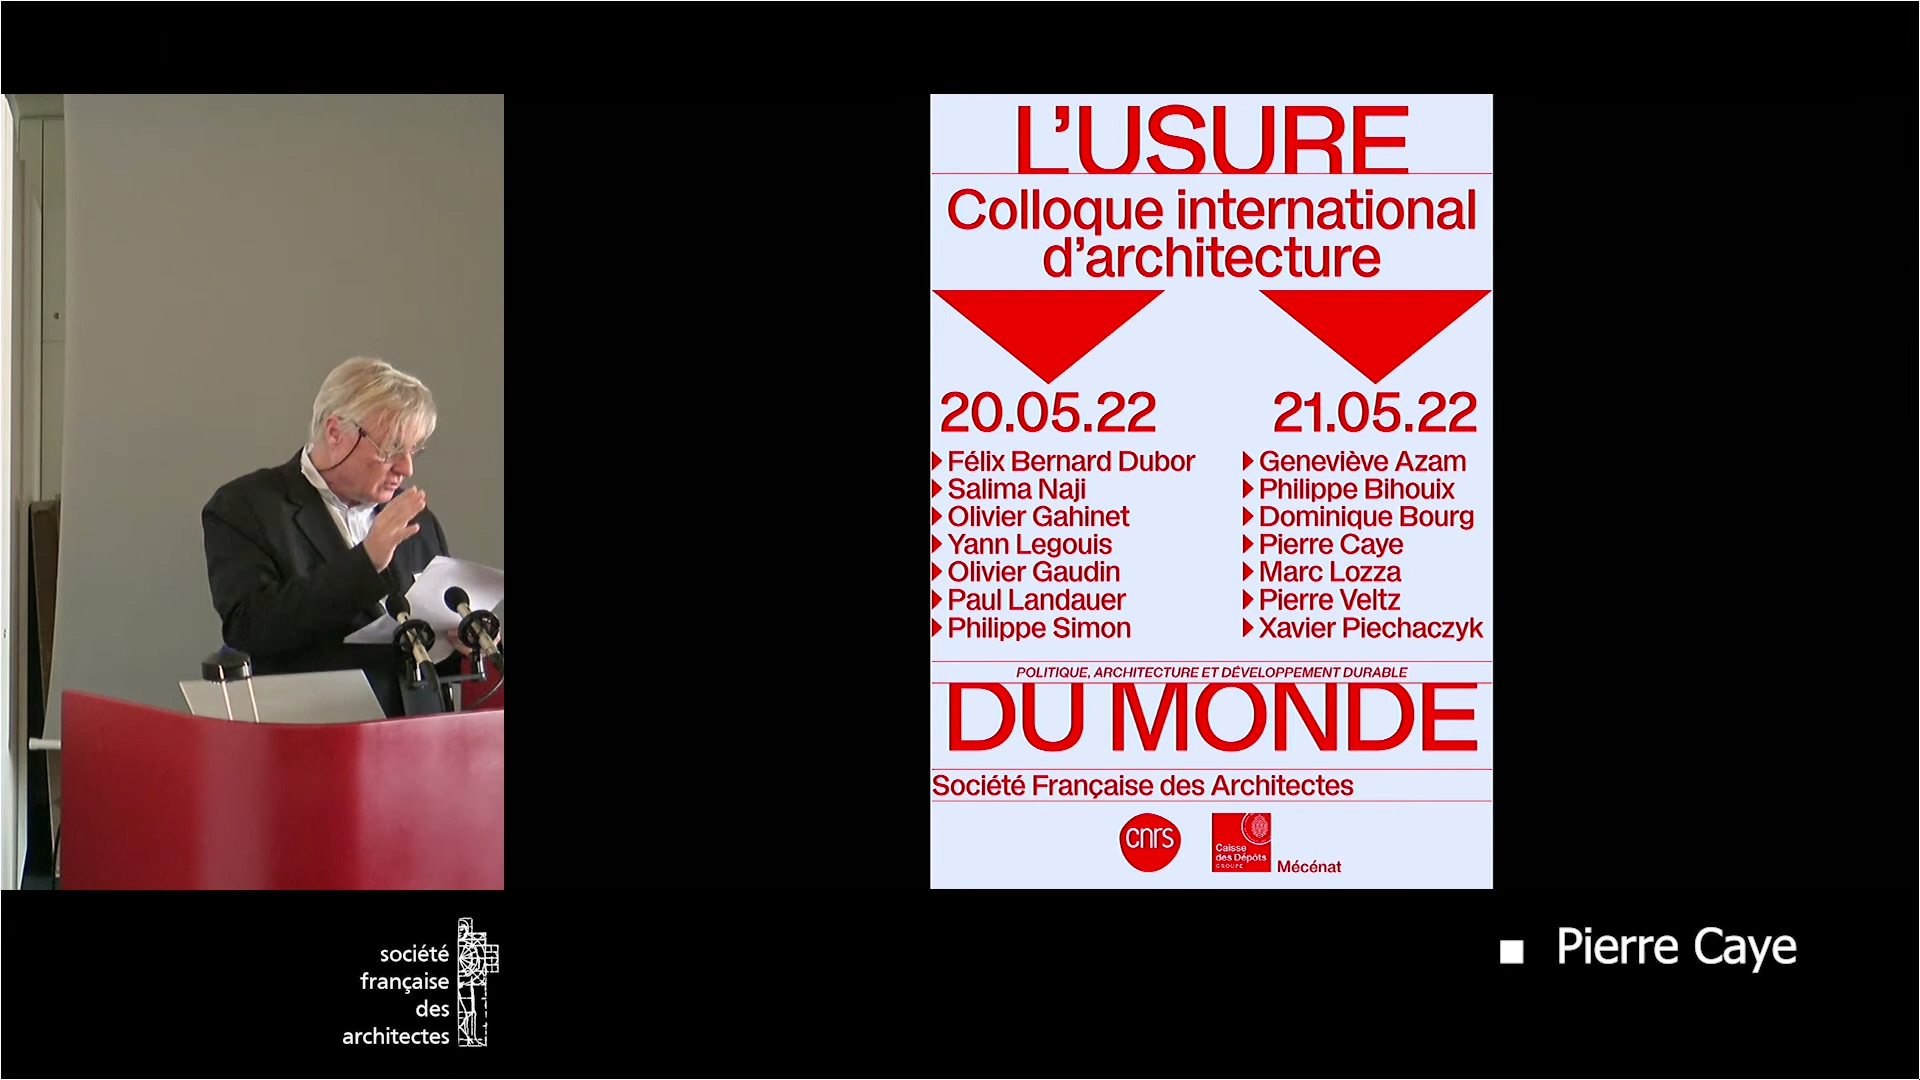 L'USURE
Colloque international
d'architecture
20.05.22
Félix Bernard Dubor
Salima Naji
Olivier Gahinet
Yann Legouis
Olivier Gaudin
Paul Landauer
Philippe Simon
21.05.22
Geneviève Azam
Philippe Bihouix
Dominique Bourg
Pierre Caye
Marc Lozza
Pierre Veltz
Xavier Piechaczyk
POLITIQUE, ARCHITECTURE ET DÉVELOPPEMENT DURABLE
DU MONDE
Société Française des Architectes
cnrs
Caisse
des Dépôts
GROUPE
Mécénat
société
française
des
architectes
Pierre Caye